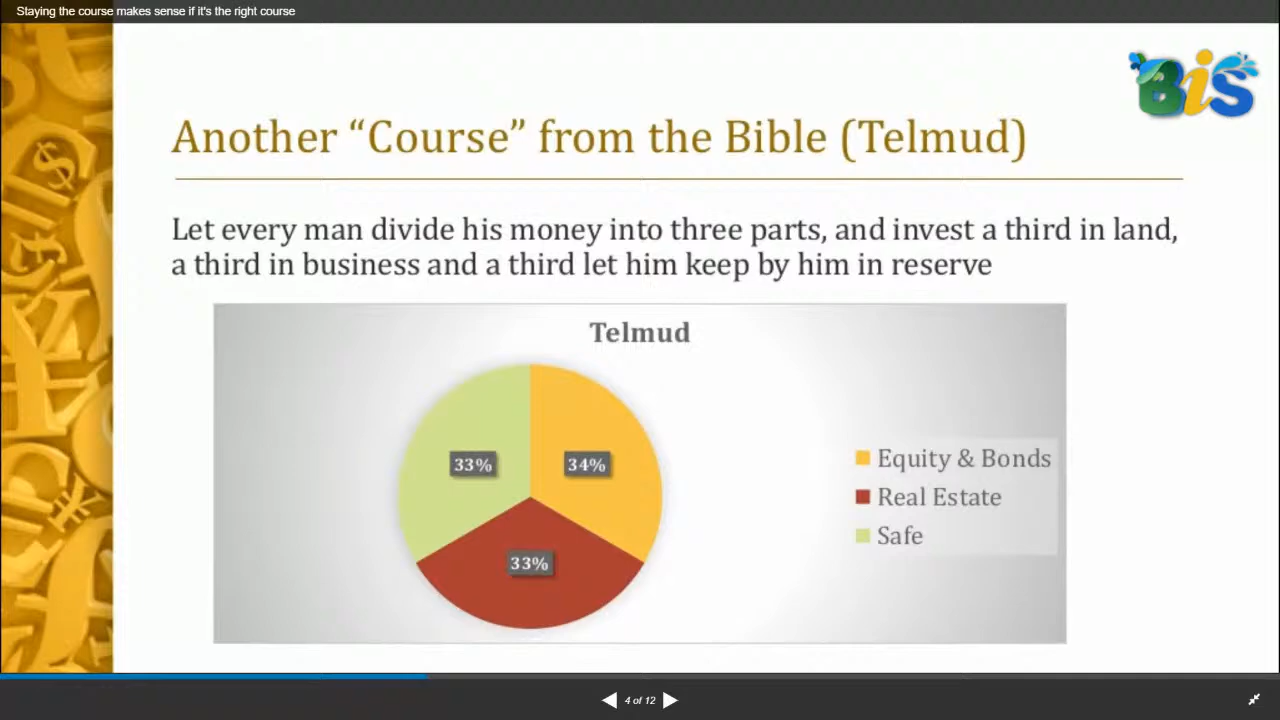 Staying the course makes sense if it's the right course
BiS
Another “Course” from the Bible (Telmud)
Let every man divide his money into three parts, and invest a third in land,
a third in business and a third let him keep by him in reserve
Telmud
33%
34%
33%
Equity & Bonds
Real Estate
Safe
4 of 12